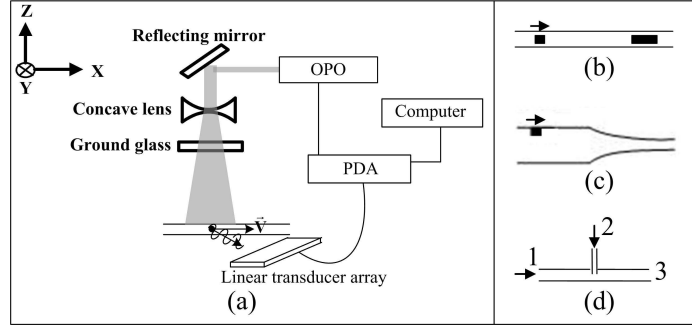 Z
X
Y
(a)
Reflecting mirror
OPO
Concave lens
Computer
Ground glass
PDA
V
Linear transducer array
(b)
(c)
1
2
3
(d)